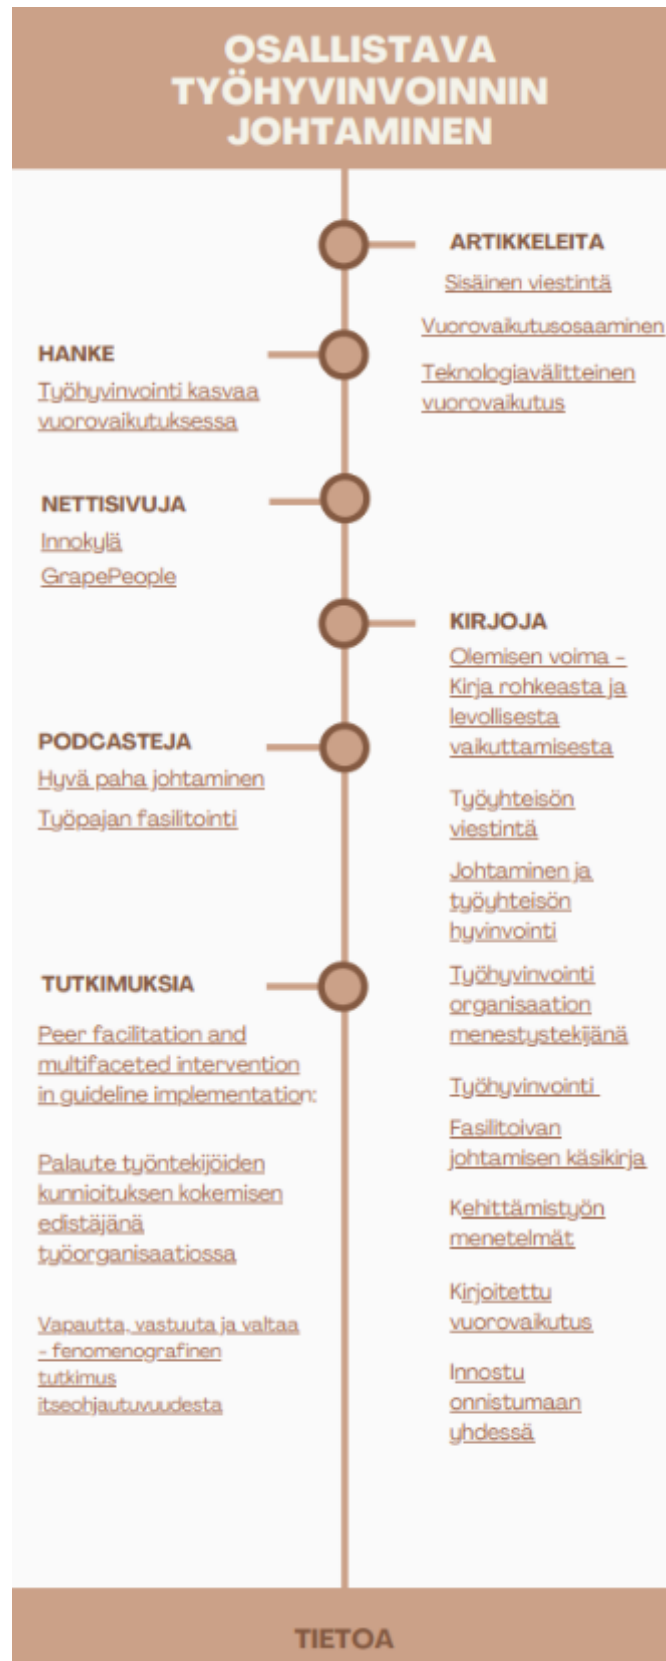 OSALLISTAVA
TYÖHYVINVOINNIN
JOHTAMINEN
ARTIKKELEITA
Sisäinen viestintä
Vuorovaikutusosaaminen
Teknologiavälitteinen
vuorovaikutus
HANKE
Työhyvinvointi kasvaa
vuorovaikutuksessa
NETTISIVUJA
Innokylä
GrapePeople
KIRJOJA
Olemisen voima -
Kirja rohkeasta ja
levollisesta
vaikuttamisesta
Työyhteisön
viestintä
Johtaminen ja
työyhteisön
hyvinvointi
Työhyvinvointi
organisaation
menestystekijänä
Työhyvinvointi
Fasilitoivan
johtamisen käsikirja
Kehittämistyön
menetelmät
Kirjoitettu
vuorovaikutus
Innostu
onnistumaan
yhdessä
PODCASTEJA
Hyvä paha johtaminen
Työpajan fasilitointi
TUTKIMUKSIA
Peer facilitation and
multifaceted intervention
in guideline implementation:
Palaute työntekijöiden
kunnioituksen kokemisen
edistäjänä
työorganisaatiossa
Vapautta, vastuuta ja valtaa
- fenomenografinen
tutkimus
itseohjautuvuudesta
TIETOA